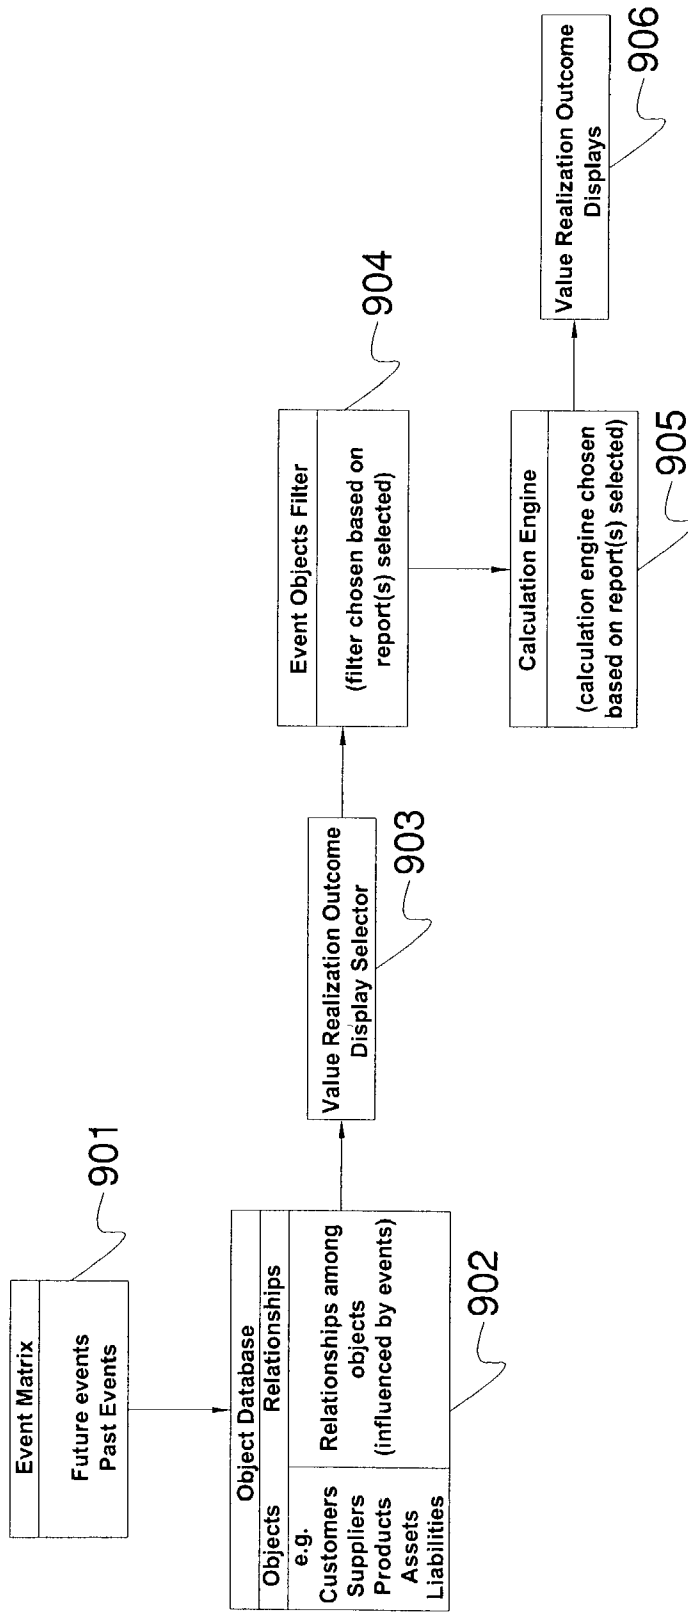 Event Matrix
Future events
Past Events
901
Object Database
Objects Relationships
e.g.
Customers
Suppliers
Products
Assets
Liabilities
Relationships among
objects
(influenced by events)
902
Value Realization Outcome
Display Selector
903
Event Objects Filter
(filter chosen based on
report(s) selected)
904
Calculation Engine
(calculation engine chosen
based on report(s) selected)
905
Value Realization Outcome
Displays
906